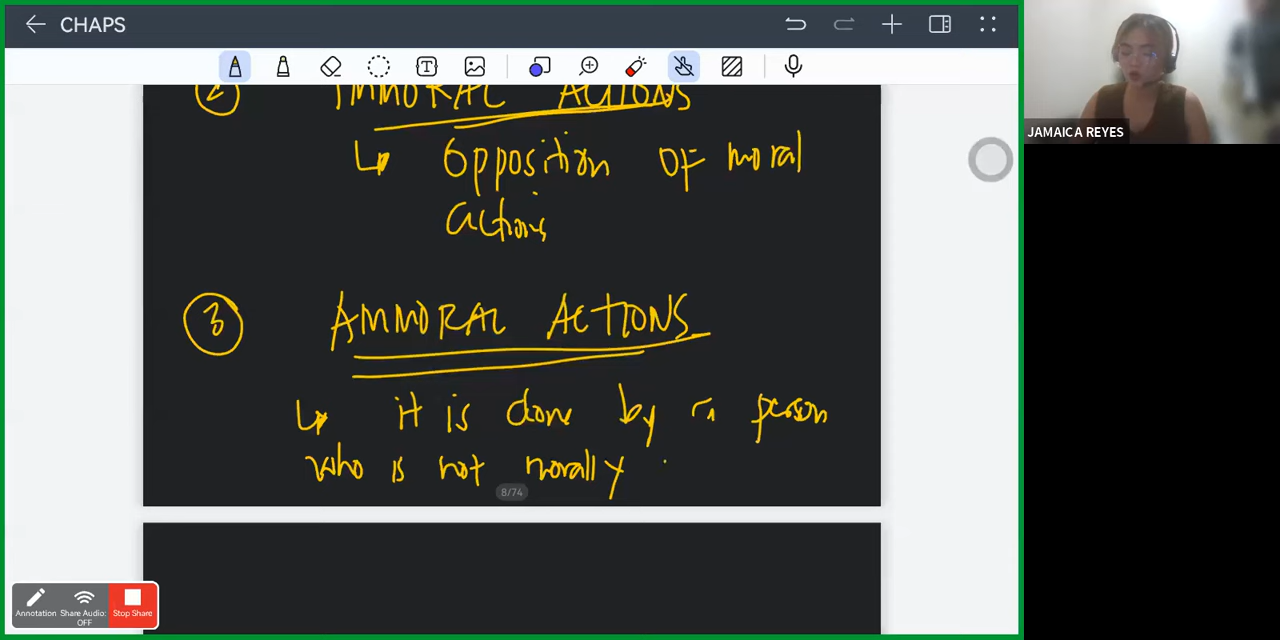 CHAPS
JAMAICA REYES
2 IMMORAL ACTIONS
↳ Opposition of moral
actions
3 AMMORAL ACTIONS
↳ it is done by a person
who is not morally
8/74
Annotation
Share Audio:
OFF
Stop Share